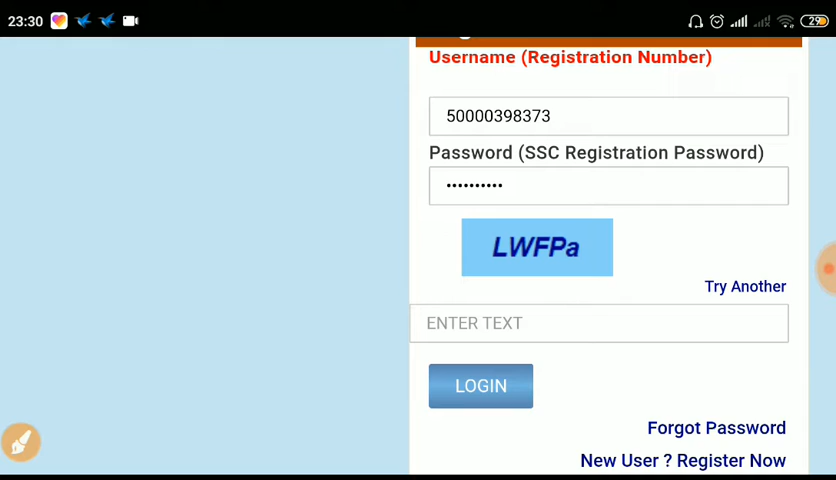 23:30
29
Username (Registration Number)
50000398373
Password (SSC Registration Password)
••••••••••
LWFPa
Try Another
ENTER TEXT
LOGIN
Forgot Password
New User ? Register Now